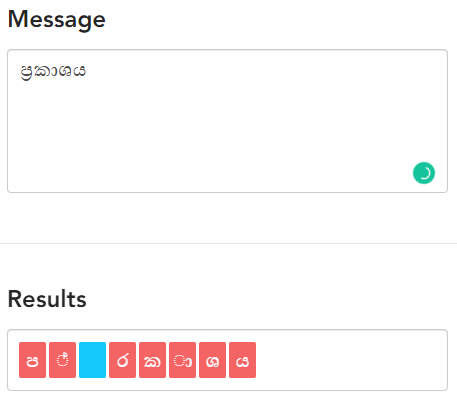 Message
ප්‍රකාශය
Results
ප ් ර ක ා ශ ය